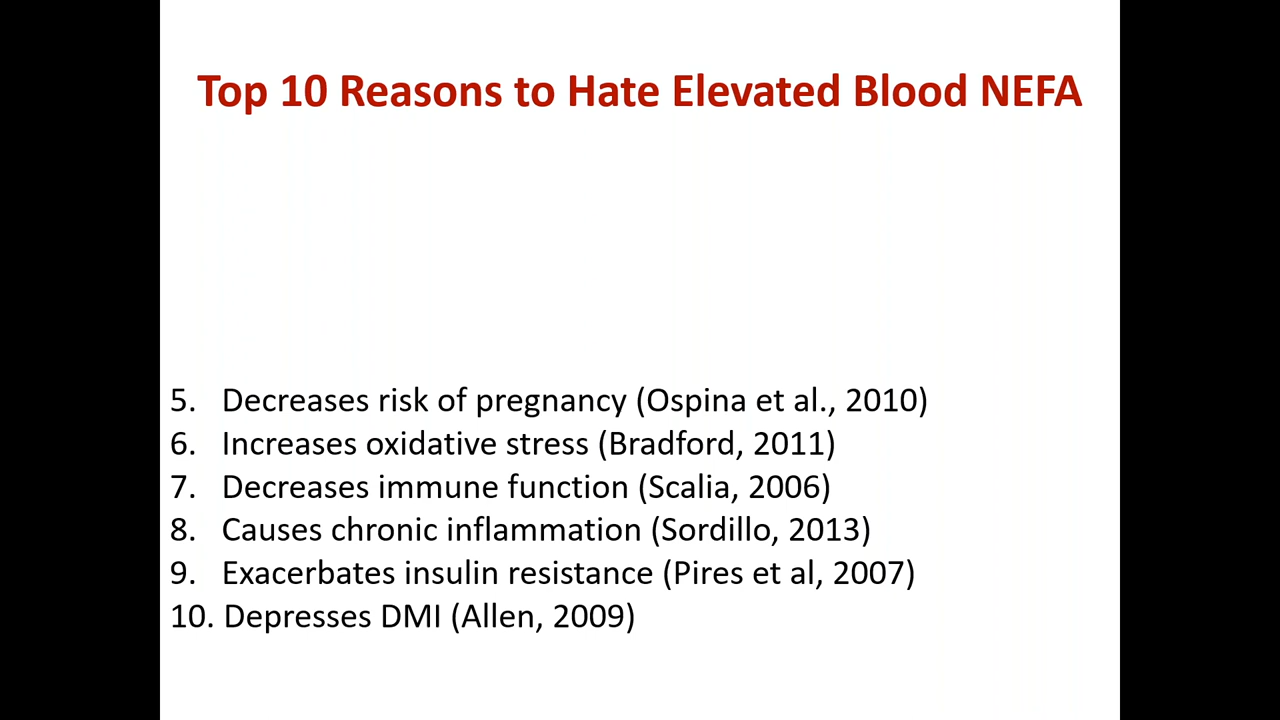 Top 10 Reasons to Hate Elevated Blood NEFA
5. Decreases risk of pregnancy (Ospina et al., 2010)
6. Increases oxidative stress (Bradford, 2011)
7. Decreases immune function (Scalia, 2006)
8. Causes chronic inflammation (Sordillo, 2013)
9. Exacerbates insulin resistance (Pires et al, 2007)
10. Depresses DMI (Allen, 2009)